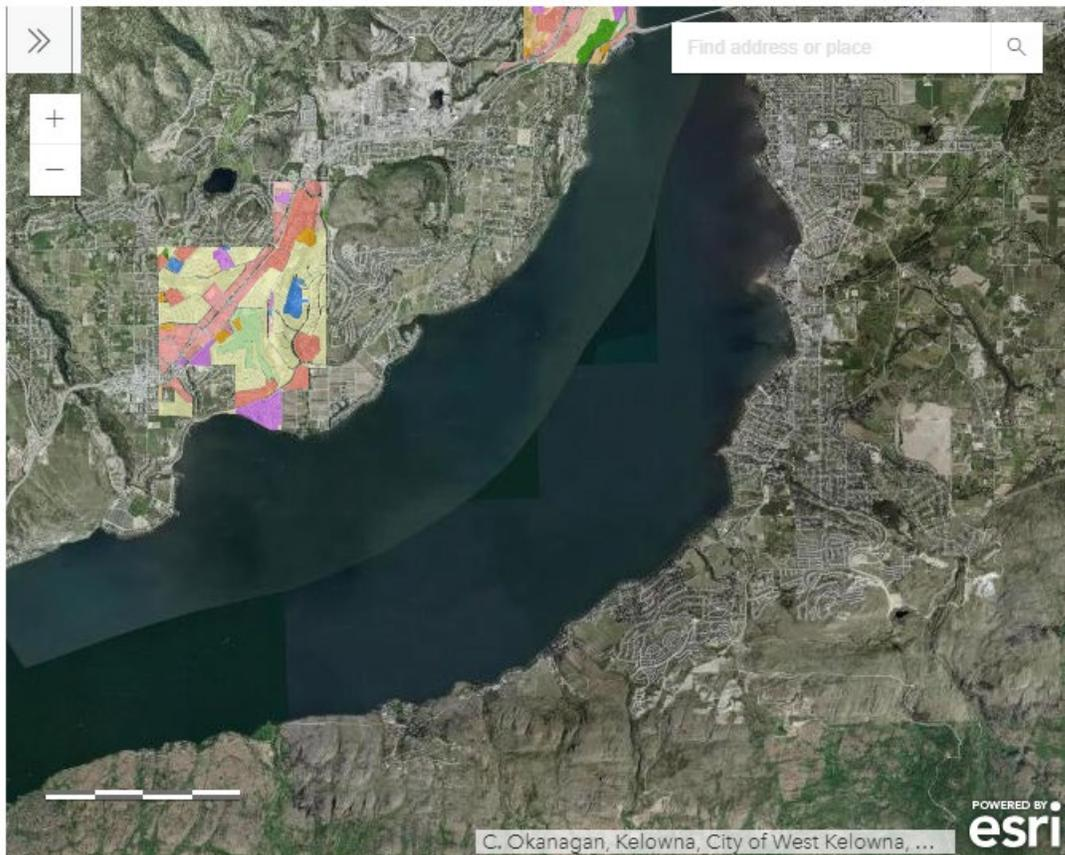 Find address or place
POWERED BY
esri
C. Okanagan, Kelowna, City of West Kelowna, ...